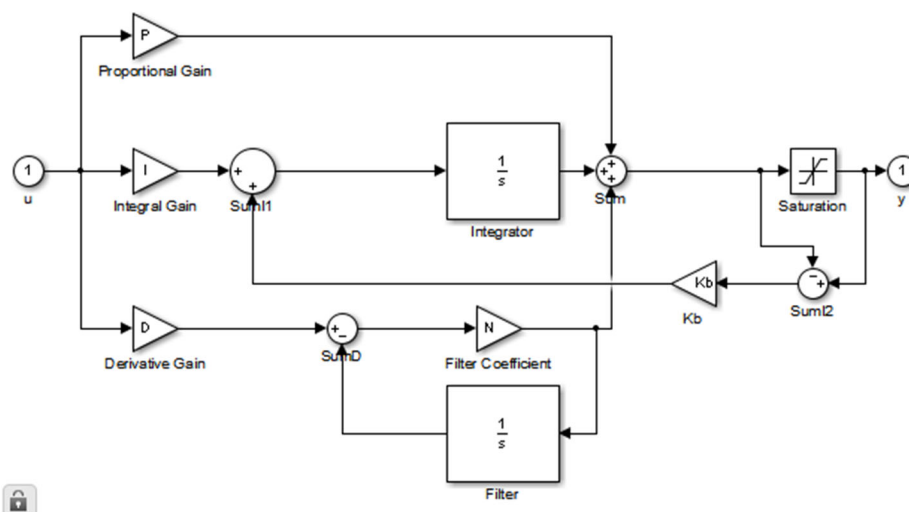 P
Proportional Gain
1
u
I
Integral Gain
+
+
SumI1
1
s
Integrator
+
+
+
Sum
Saturation
1
y
Kb
Kb
−
+
SumI2
D
Derivative Gain
+
−
SumD
N
Filter Coefficient
1
s
Filter